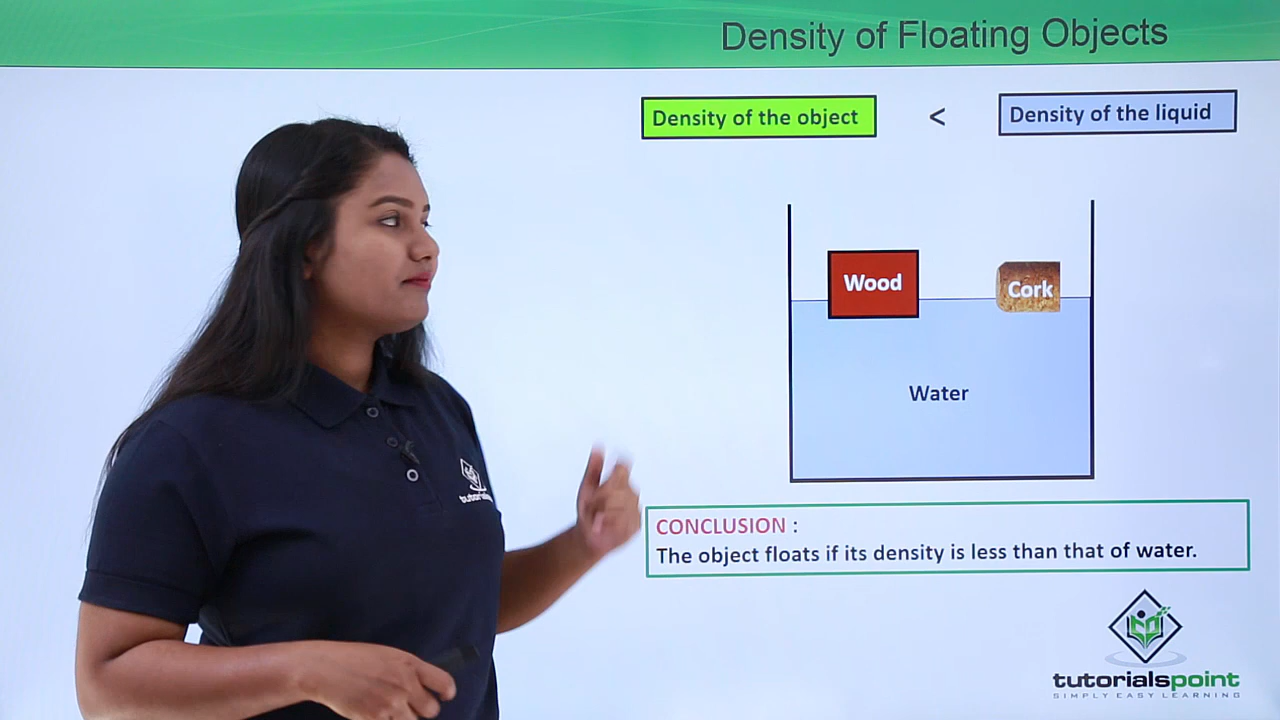 Density of Floating Objects
Density of the object < Density of the liquid
Wood
Cork
Water
CONCLUSION :
The object floats if its density is less than that of water.
tutorialspoint
SIMPLY EASY LEARNING